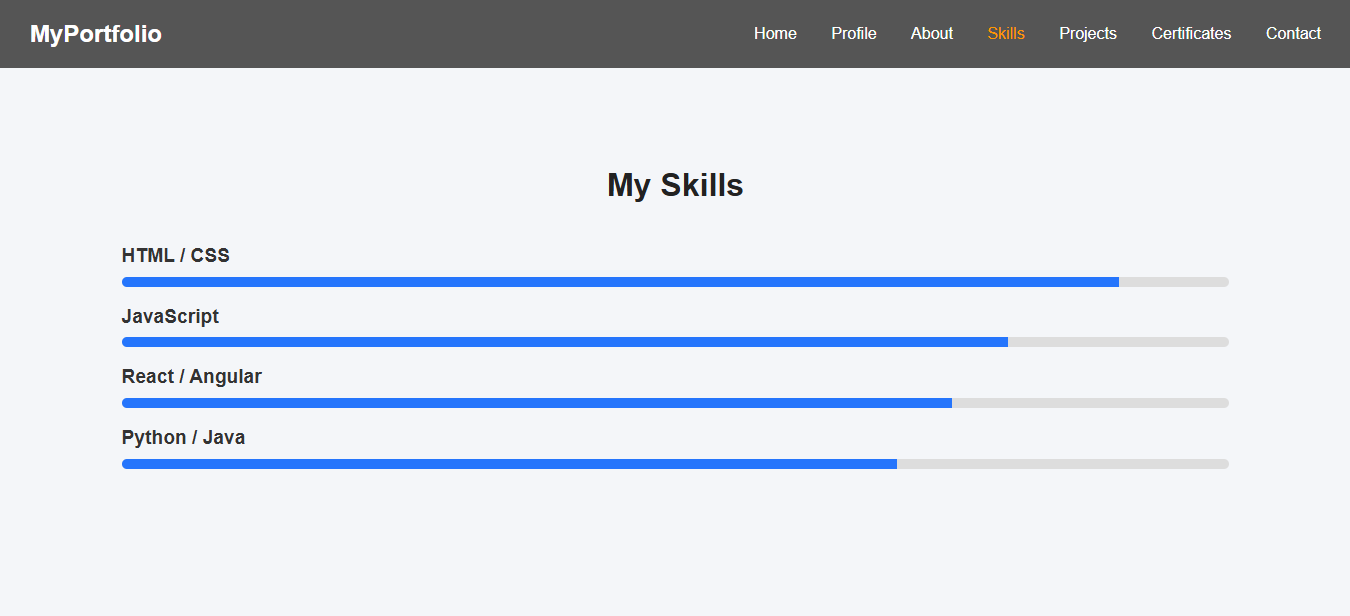 MyPortfolio Home Profile About Skills Projects Certificates Contact
My Skills
HTML / CSS
JavaScript
React / Angular
Python / Java